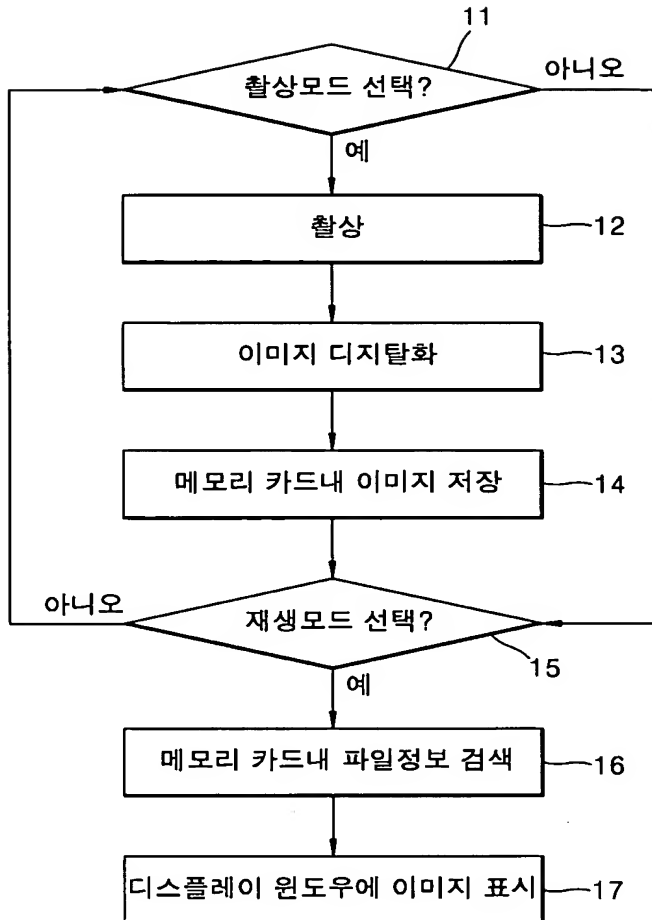 11
촬상모드 선택?
아니오
예
촬상
12
이미지 디지탈화
13
메모리 카드내 이미지 저장
14
아니오
재생모드 선택?
15
예
메모리 카드내 파일정보 검색
16
디스플레이 윈도우에 이미지 표시
17